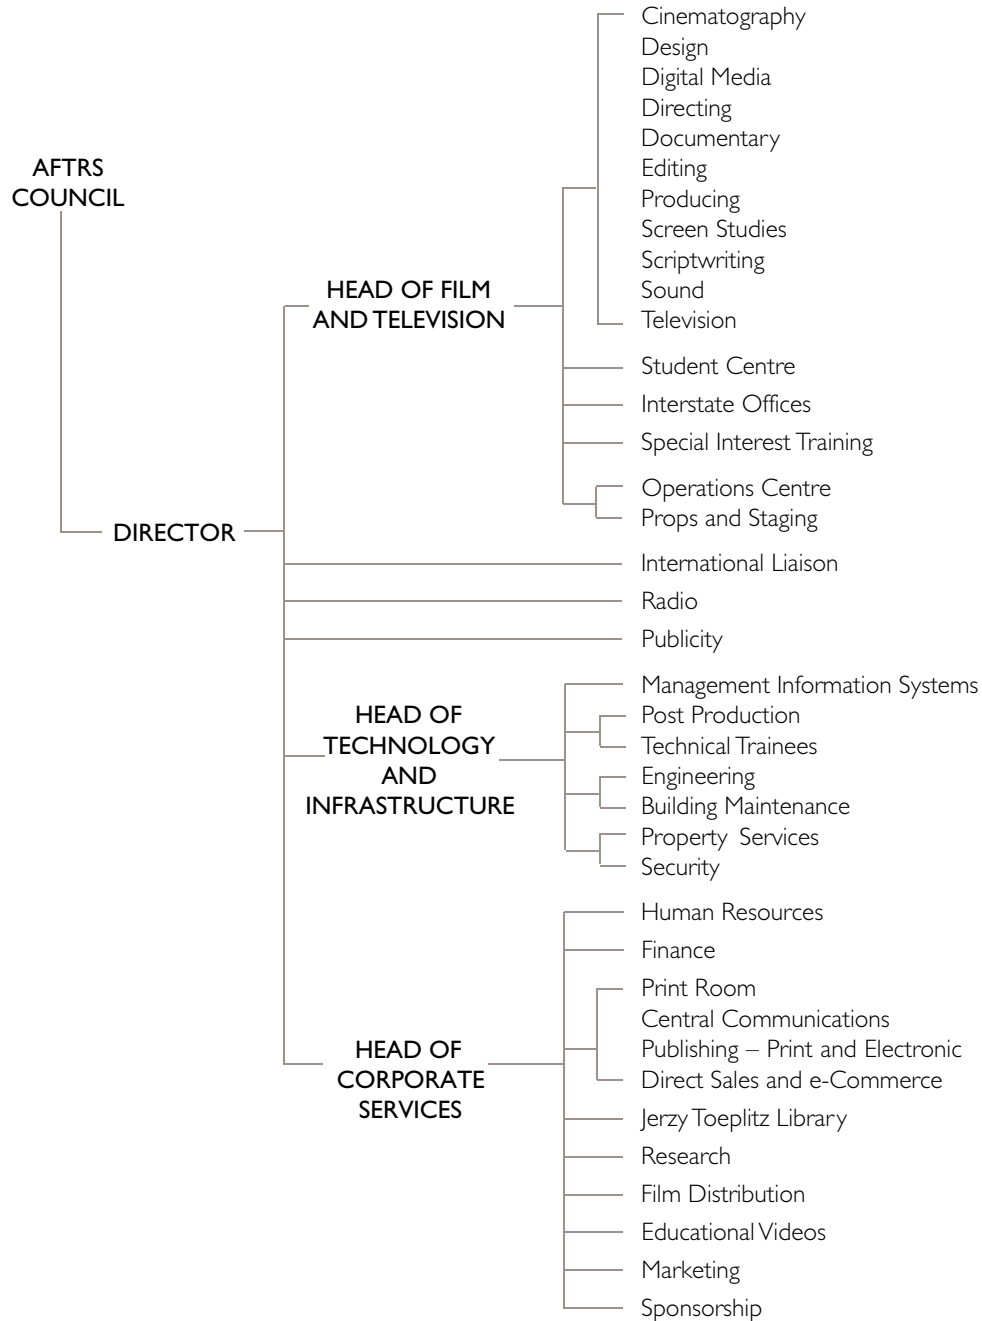 AFTRS
COUNCIL
DIRECTOR
HEAD OF FILM
AND TELEVISION
Cinematography
Design
Digital Media
Directing
Documentary
Editing
Producing
Screen Studies
Scriptwriting
Sound
Television
Student Centre
Interstate Offices
Special Interest Training
Operations Centre
Props and Staging
International Liaison
Radio
Publicity
HEAD OF
TECHNOLOGY
AND
INFRASTRUCTURE
Management Information Systems
Post Production
Technical Trainees
Engineering
Building Maintenance
Property Services
Security
HEAD OF
CORPORATE
SERVICES
Human Resources
Finance
Print Room
Central Communications
Publishing – Print and Electronic
Direct Sales and e-Commerce
Jerzy Toeplitz Library
Research
Film Distribution
Educational Videos
Marketing
Sponsorship